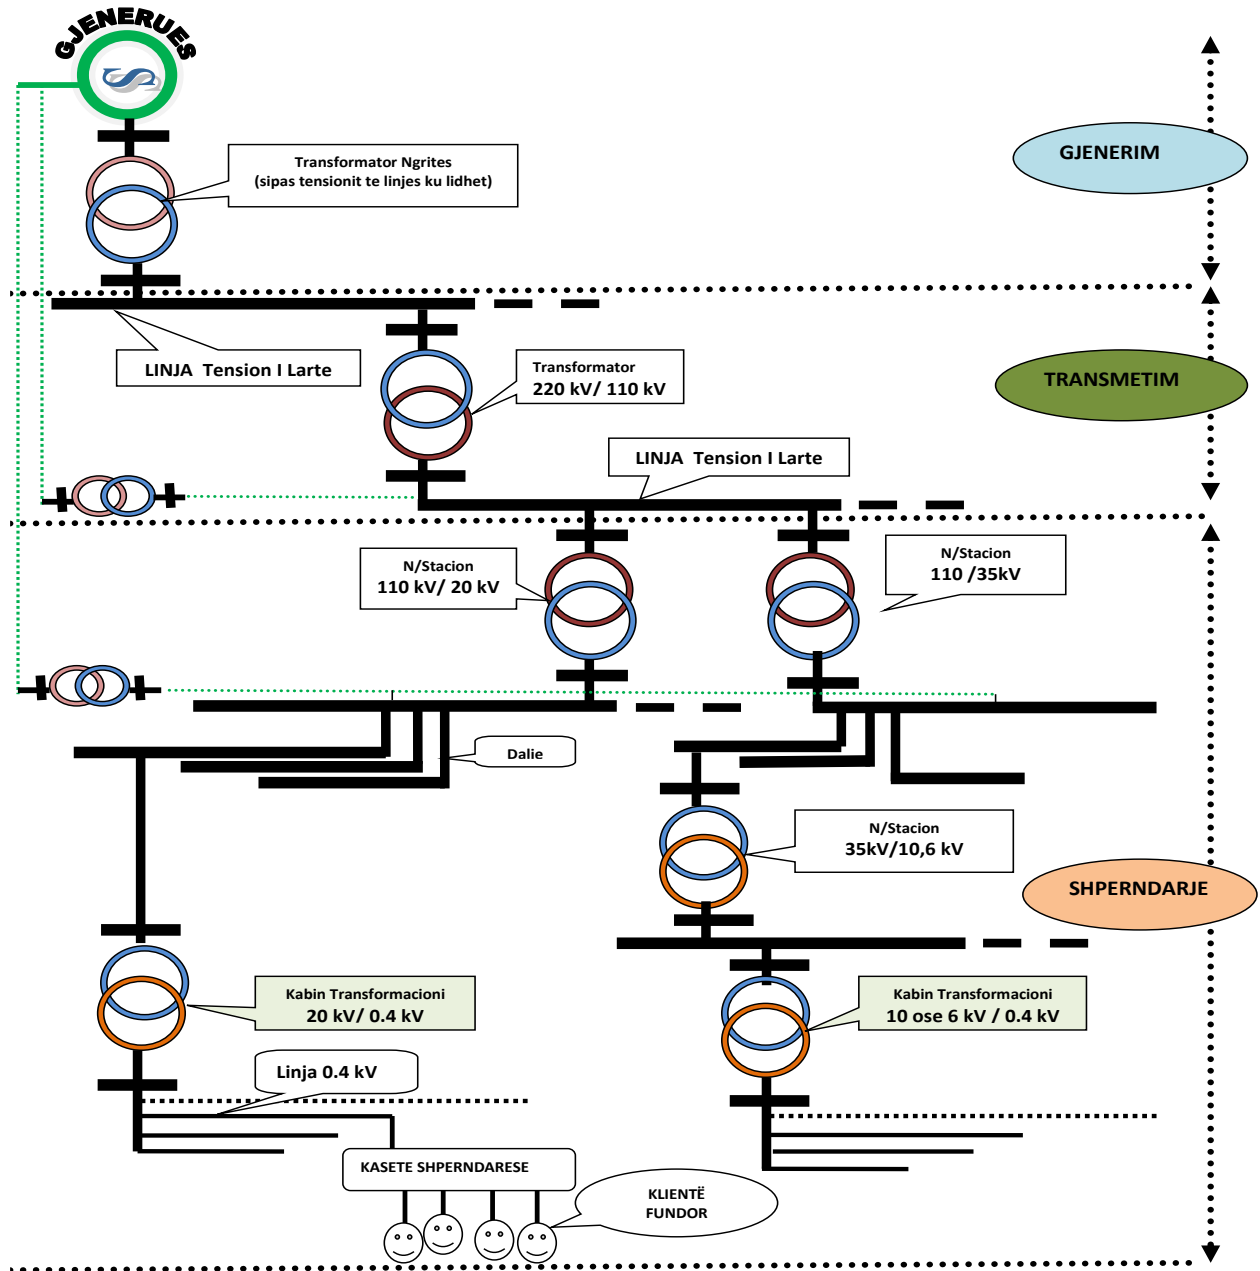 GJENERUES
GJENERIM
Transformator Ngrites
(sipas tensionit te linjes ku lidhet)
LINJA Tension I Larte
Transformator
220 kV/ 110 kV
TRANSMETIM
LINJA Tension I Larte
N/Stacion
110 kV/ 20 kV
N/Stacion
110 /35kV
Dalie
N/Stacion
35kV/10,6 kV
SHPERNDARJE
Kabin Transformacioni
20 kV/ 0.4 kV
Kabin Transformacioni
10 ose 6 kV / 0.4 kV
Linja 0.4 kV
KASETE SHPERNDARESE
KLIENTË
FUNDOR